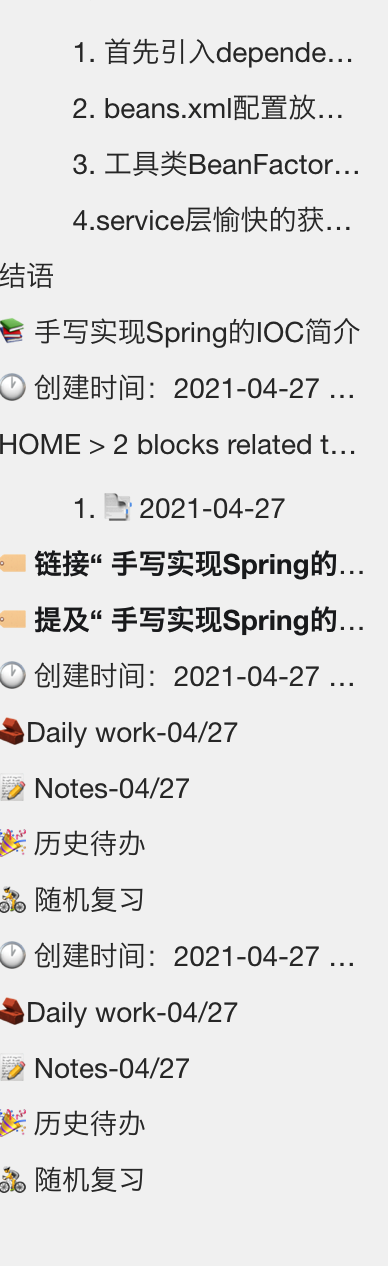 1. 首先引入depende…
2. beans.xml配置放…
3. 工具类BeanFactor…
4.service层愉快的获…
结语
📚 手写实现Spring的IOC简介
🕐 创建时间：2021-04-27 …
HOME > 2 blocks related t…
1. 📑 2021-04-27
🏷 链接“ 手写实现Spring的…
🏷 提及“ 手写实现Spring的…
🕐 创建时间：2021-04-27 …
Daily work-04/27
📝 Notes-04/27
🎉 历史待办
🚴 随机复习
🕐 创建时间：2021-04-27 …
Daily work-04/27
📝 Notes-04/27
🎉 历史待办
🚴 随机复习